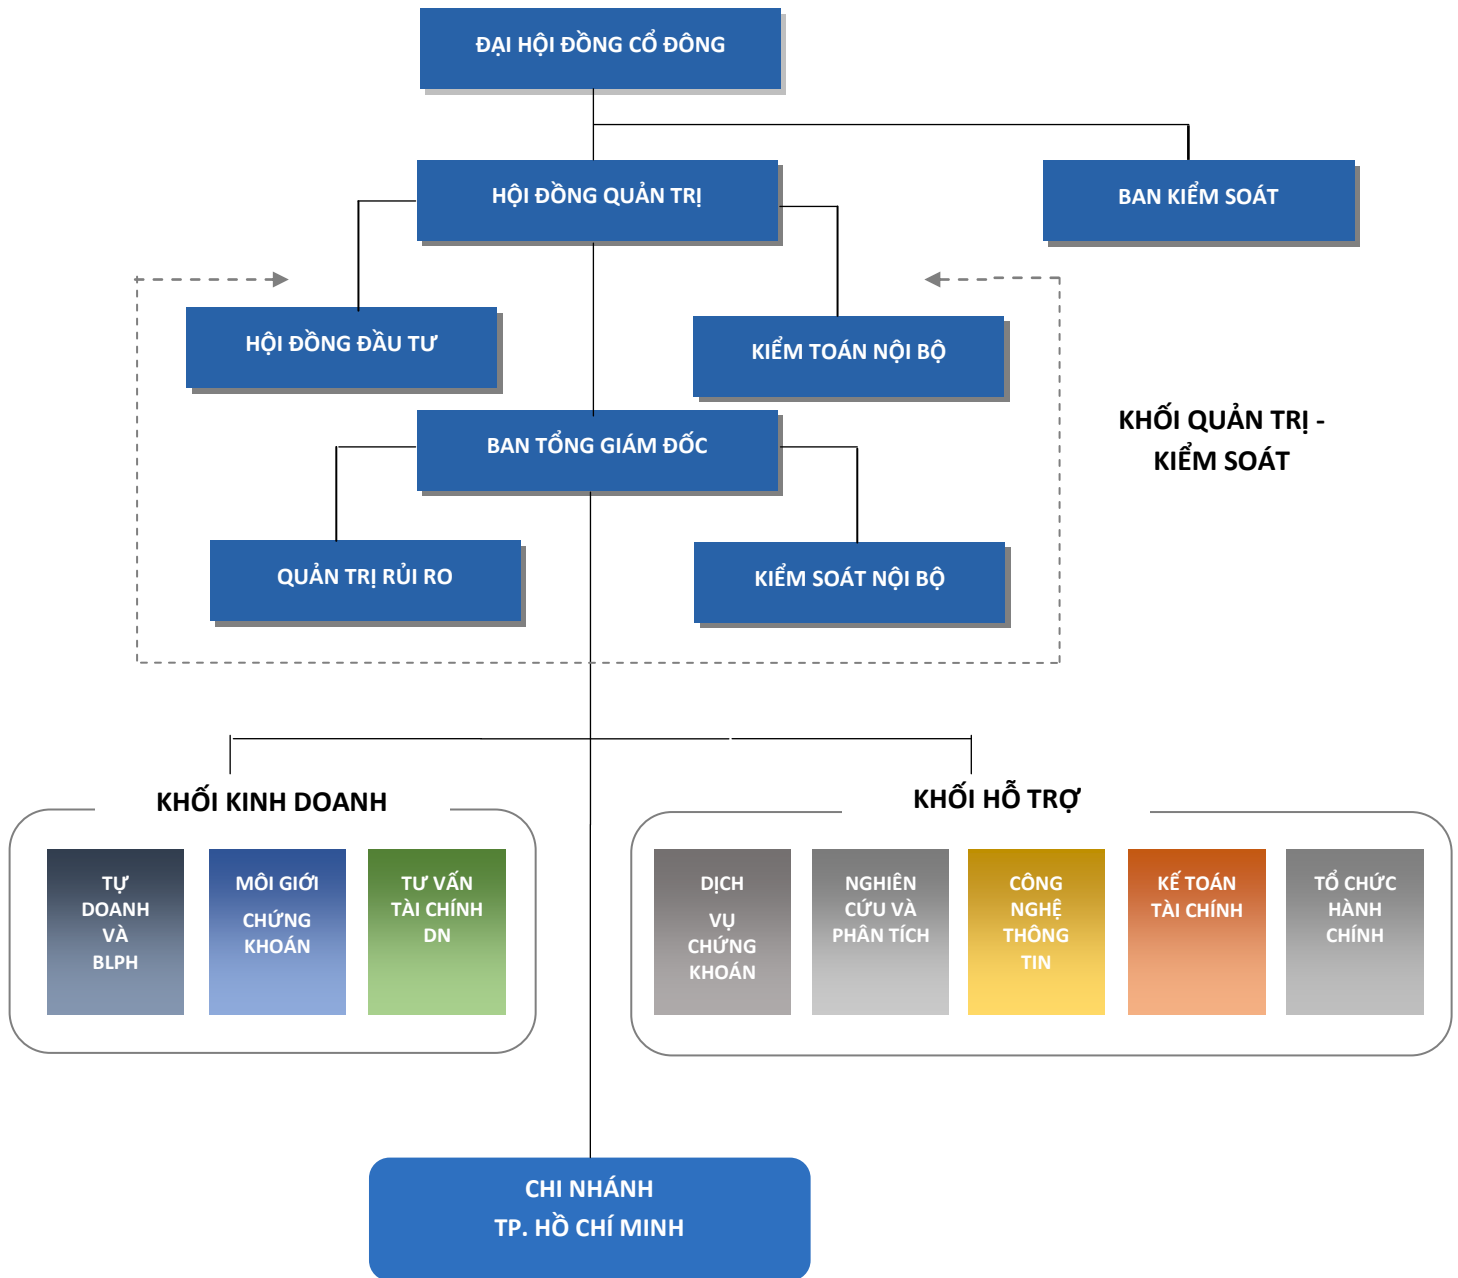 ĐẠI HỘI ĐỒNG CỔ ĐÔNG
HỘI ĐỒNG QUẢN TRỊ
BAN KIỂM SOÁT
HỘI ĐỒNG ĐẦU TƯ
KIỂM TOÁN NỘI BỘ
KHỐI QUẢN TRỊ -
KIỂM SOÁT
BAN TỔNG GIÁM ĐỐC
QUẢN TRỊ RỦI RO
KIỂM SOÁT NỘI BỘ
KHỐI KINH DOANH
TỰ
DOANH
VÀ
BLPH
MÔI GIỚI
CHỨNG
KHOÁN
TƯ VẤN
TÀI CHÍNH
DN
KHỐI HỖ TRỢ
DỊCH
VỤ
CHỨNG
KHOÁN
NGHIÊN
CỨU VÀ
PHÂN TÍCH
CÔNG
NGHỆ
THÔNG
TIN
KẾ TOÁN
TÀI CHÍNH
TỔ CHỨC
HÀNH
CHÍNH
CHI NHÁNH
TP. HỒ CHÍ MINH